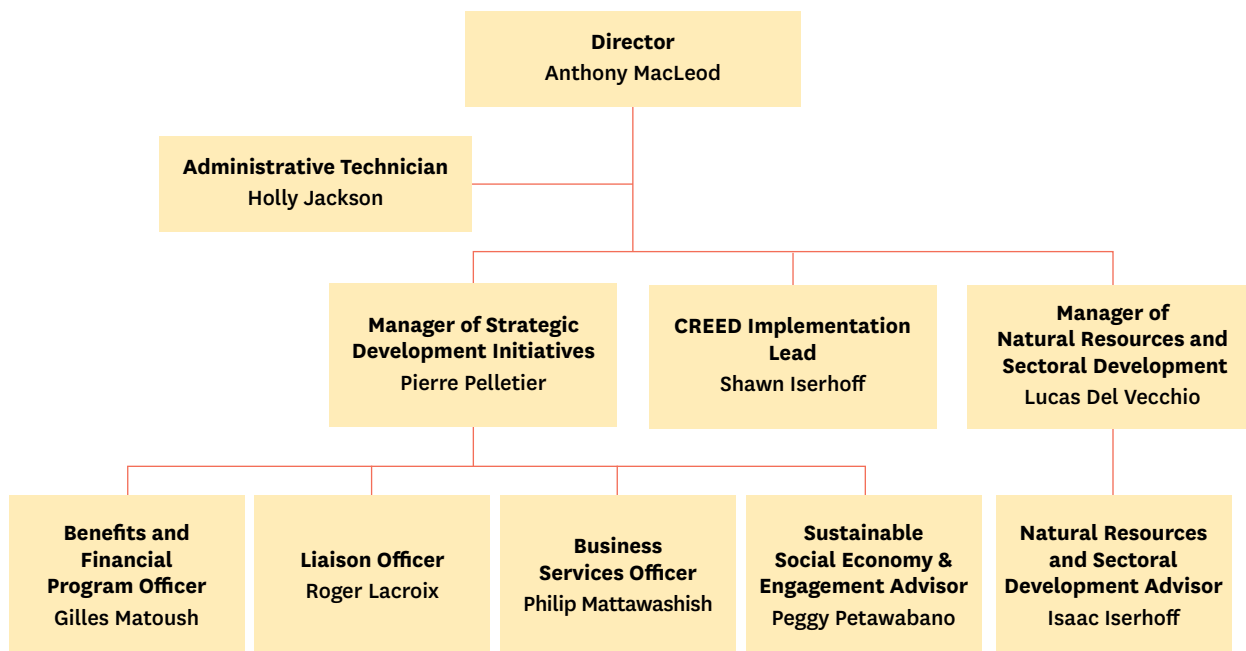 Director
Anthony MacLeod
Administrative Technician
Holly Jackson
Manager of Strategic
Development Initiatives
Pierre Pelletier
CREED Implementation
Lead
Shawn Iserhoff
Manager of
Natural Resources and
Sectoral Development
Lucas Del Vecchio
Benefits and
Financial
Program Officer
Gilles Matoush
Liaison Officer
Roger Lacroix
Business
Services Officer
Philip Mattawashish
Sustainable
Social Economy &
Engagement Advisor
Peggy Petawabano
Natural Resources
and Sectoral
Development Advisor
Isaac Iserhoff